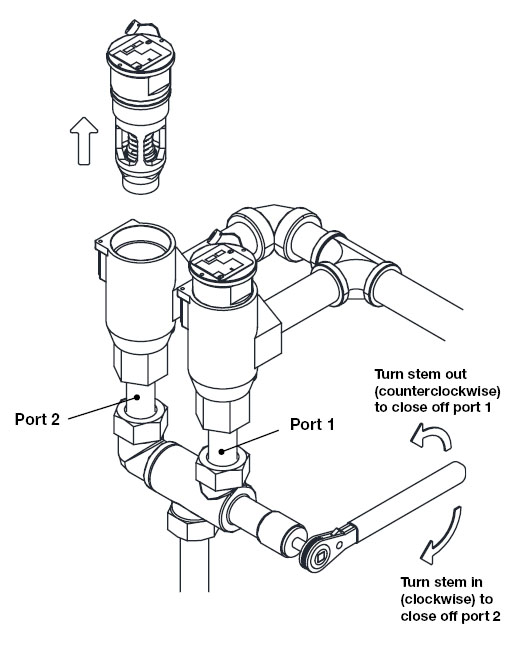 Turn stem out
(counterclockwise)
to close off port 1
Port 2
Port 1
Turn stem in
(clockwise) to
close off port 2